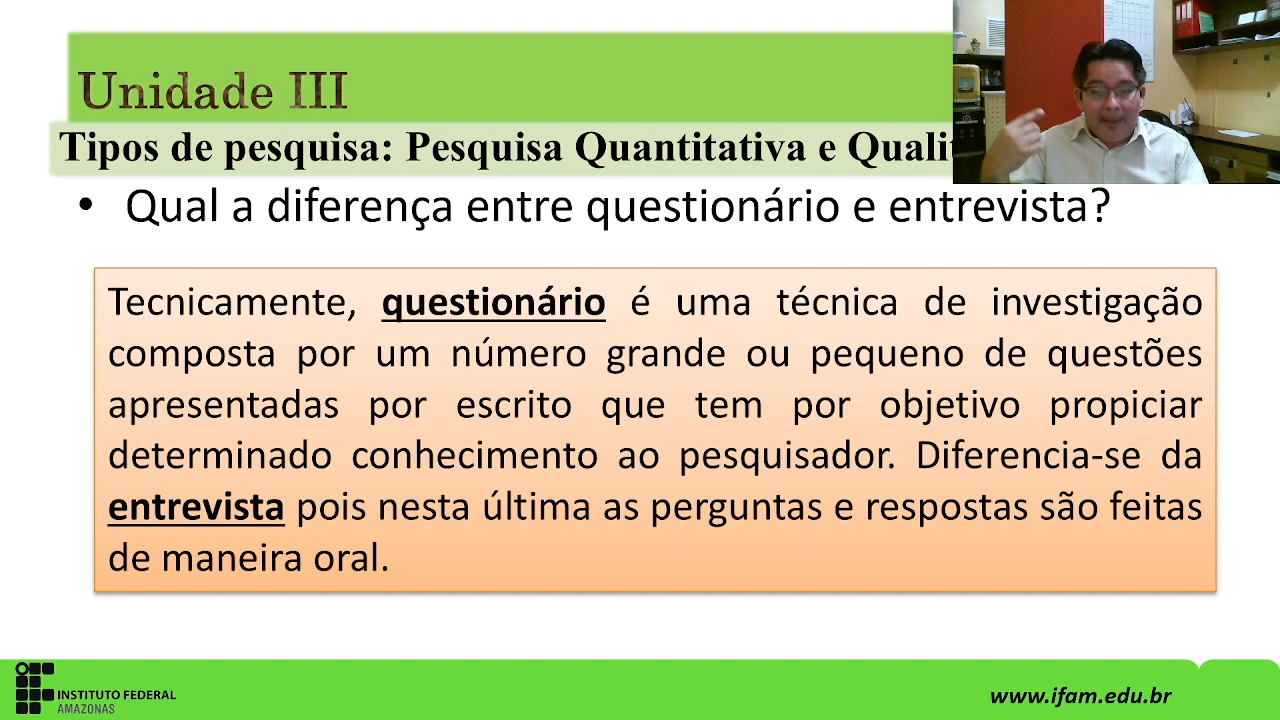 Unidade III
Tipos de pesquisa: Pesquisa Quantitativa e
• Qual a diferença entre questionário e entrevista?
Tecnicamente, questionário é uma técnica de investigação
composta por um número grande ou pequeno de questões
apresentadas por escrito que tem por objetivo propiciar
determinado conhecimento ao pesquisador. Diferencia-se da
entrevista pois nesta última as perguntas e respostas são feitas
de maneira oral.
INSTITUTO FEDERAL
AMAZONAS
www.ifam.edu.br